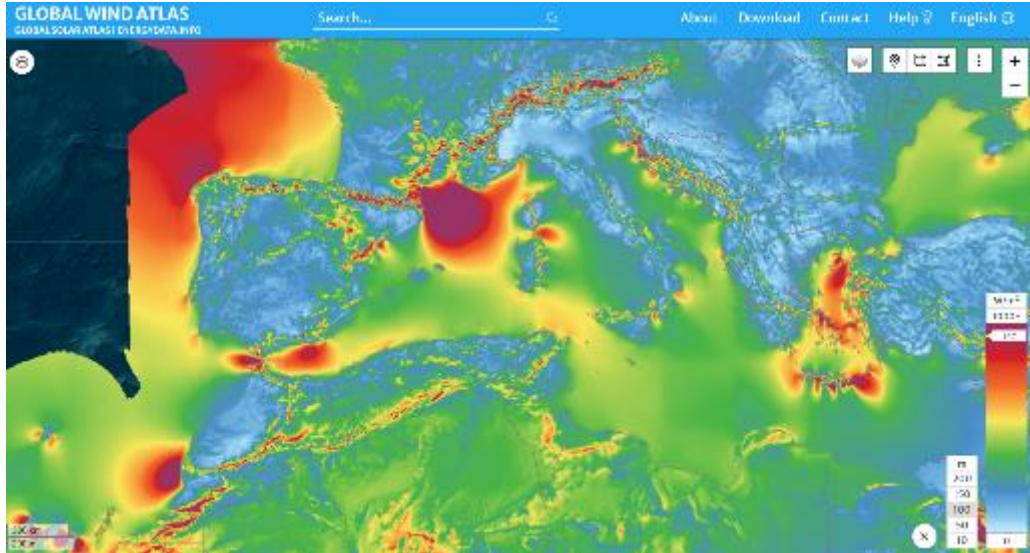 GLOBAL WIND ATLAS
GLOBAL SOLAR ATLAS | ENERGYDATA.INFO
Search...
About
Download
Contact
Help
English
+
−
m
200
150
100
50
10